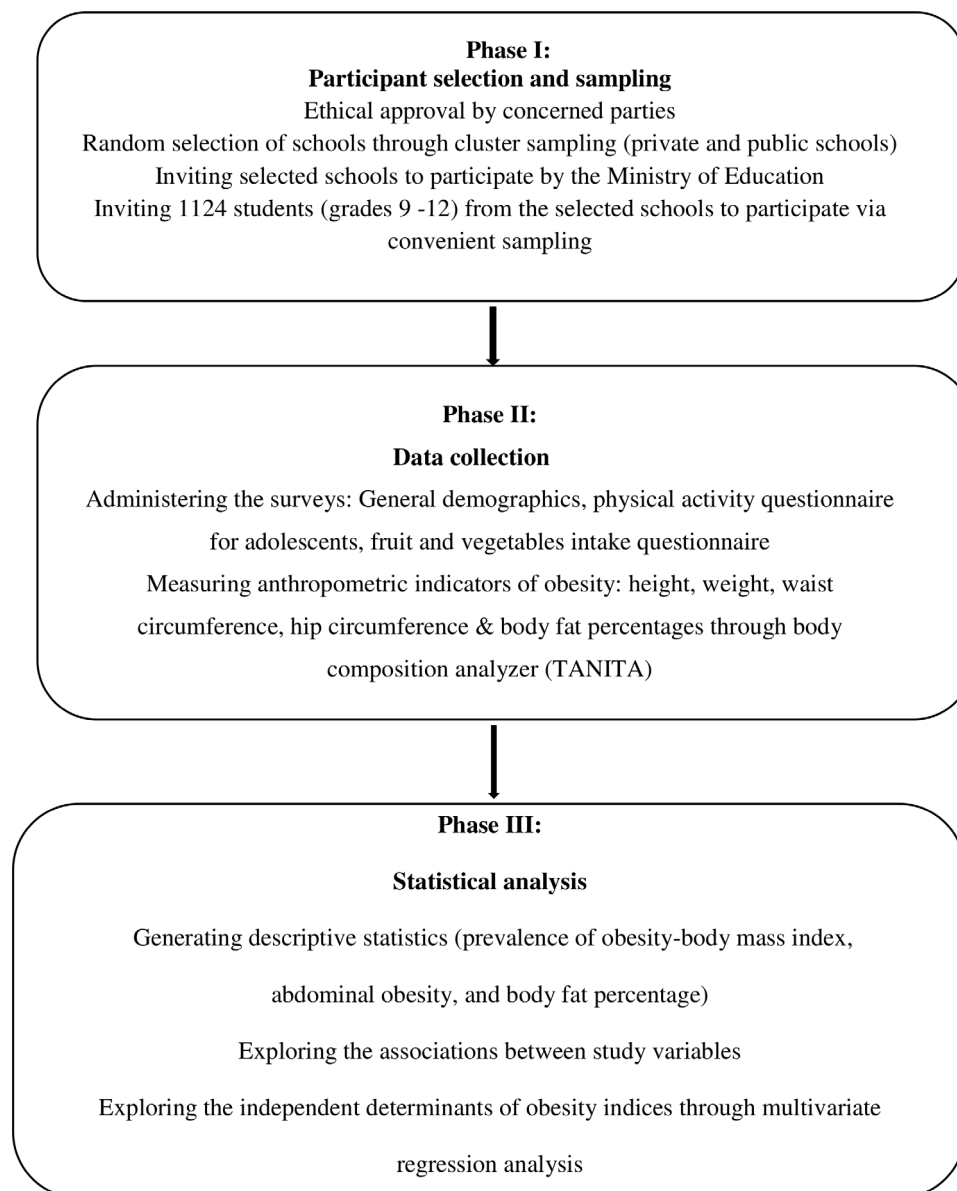 Phase I:
Participant selection and sampling
Ethical approval by concerned parties
Random selection of schools through cluster sampling (private and public schools)
Inviting selected schools to participate by the Ministry of Education
Inviting 1124 students (grades 9 -12) from the selected schools to participate via
convenient sampling
Phase II:
Data collection
Administering the surveys: General demographics, physical activity questionnaire
for adolescents, fruit and vegetables intake questionnaire
Measuring anthropometric indicators of obesity: height, weight, waist
circumference, hip circumference & body fat percentages through body
composition analyzer (TANITA)
Phase III:
Statistical analysis
Generating descriptive statistics (prevalence of obesity-body mass index,
abdominal obesity, and body fat percentage)
Exploring the associations between study variables
Exploring the independent determinants of obesity indices through multivariate
regression analysis